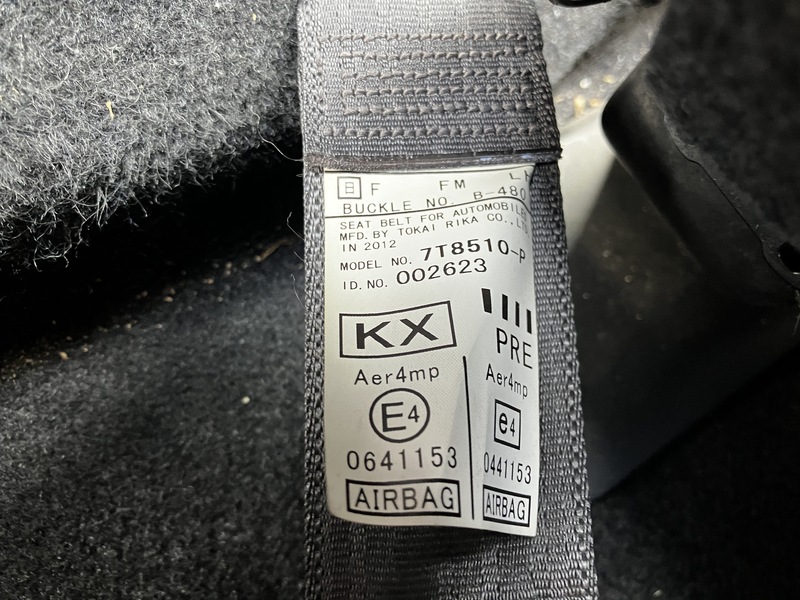 B F FM
BUCKLE NO. B-480
SEAT BELT FOR AUTOMOBILE
MFD. BY TOKAI RIKA CO., LTD
IN 2012
MODEL NO. 7T8510-P
I D. NO. 002623
KX
PRE
Aer4mp
Aer4mp
E4
e4
0641153
0441153
AIRBAG
AIRBAG